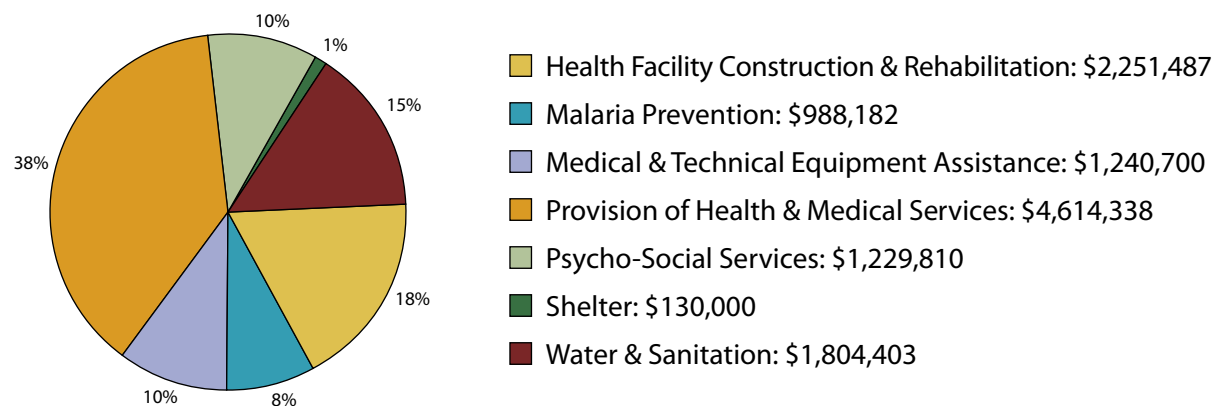 10%
1%
15%
38%
18%
10%
8%
Health Facility Construction & Rehabilitation: $2,251,487
Malaria Prevention: $988,182
Medical & Technical Equipment Assistance: $1,240,700
Provision of Health & Medical Services: $4,614,338
Psycho-Social Services: $1,229,810
Shelter: $130,000
Water & Sanitation: $1,804,403